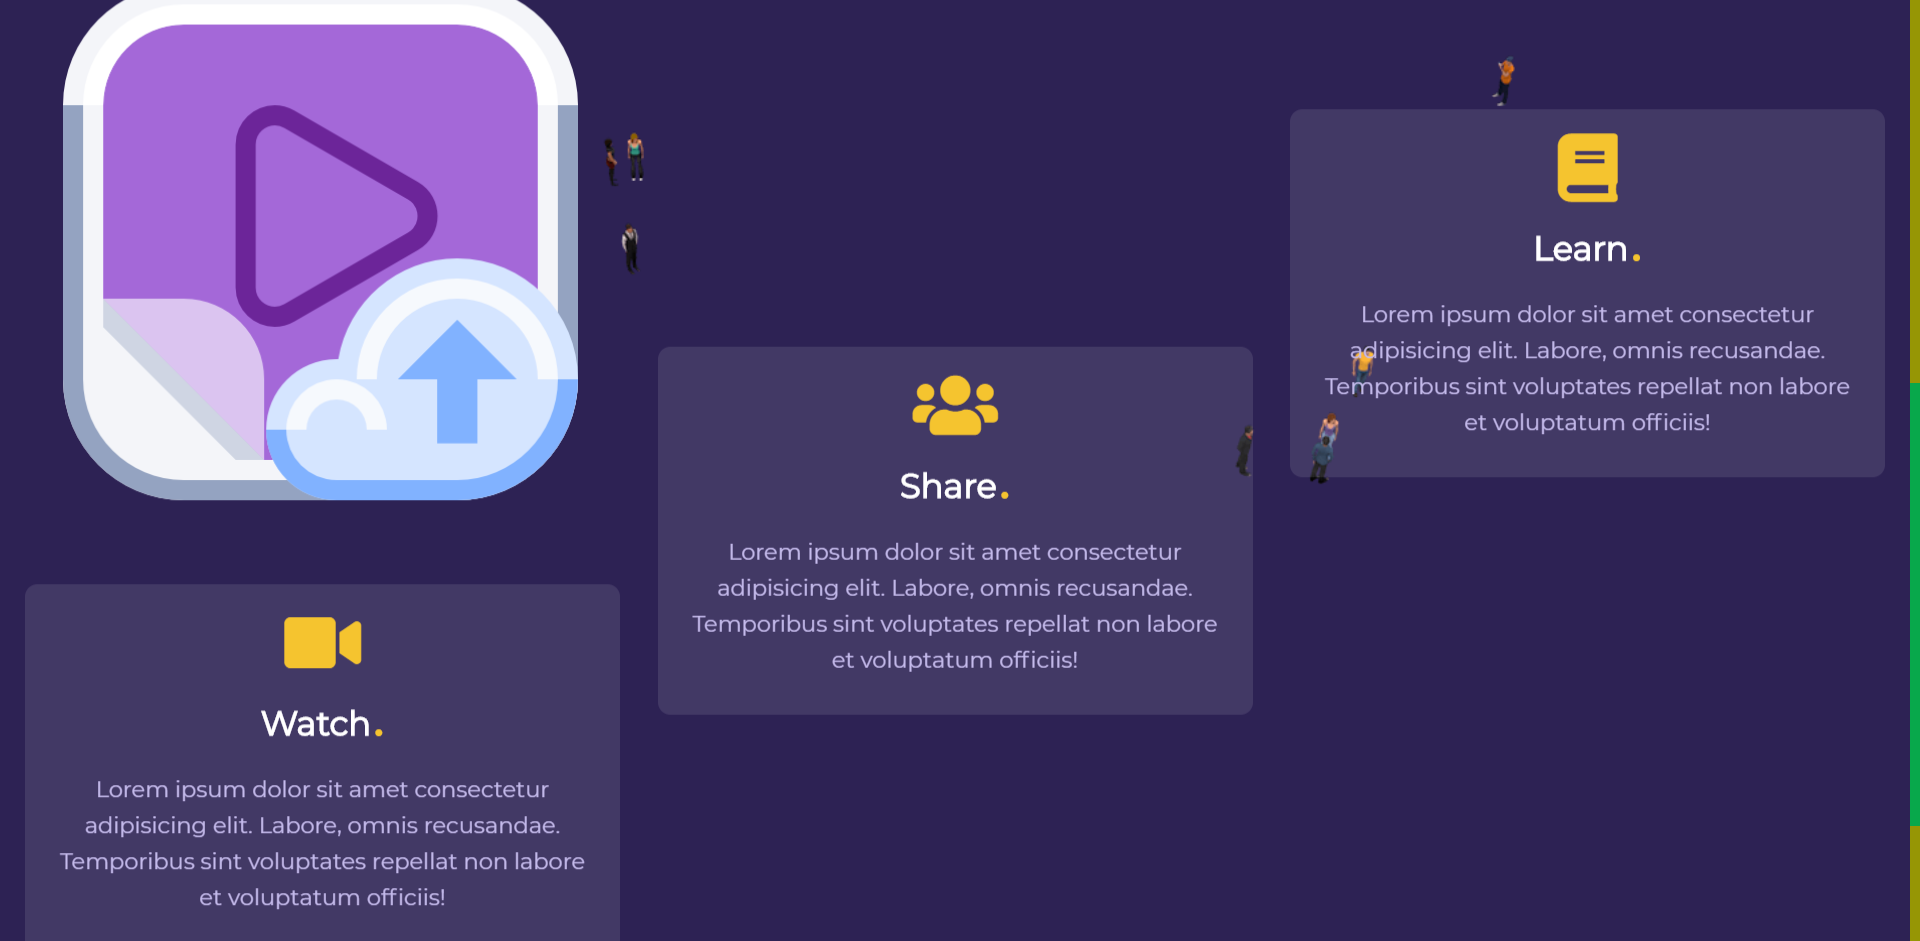 Learn.
Lorem ipsum dolor sit amet consectetur
adipisicing elit. Labore, omnis recusandae.
Temporibus sint voluptates repellat non labore
et voluptatum officiis!
Share.
Lorem ipsum dolor sit amet consectetur
adipisicing elit. Labore, omnis recusandae.
Temporibus sint voluptates repellat non labore
et voluptatum officiis!
Watch.
Lorem ipsum dolor sit amet consectetur
adipisicing elit. Labore, omnis recusandae.
Temporibus sint voluptates repellat non labore
et voluptatum officiis!